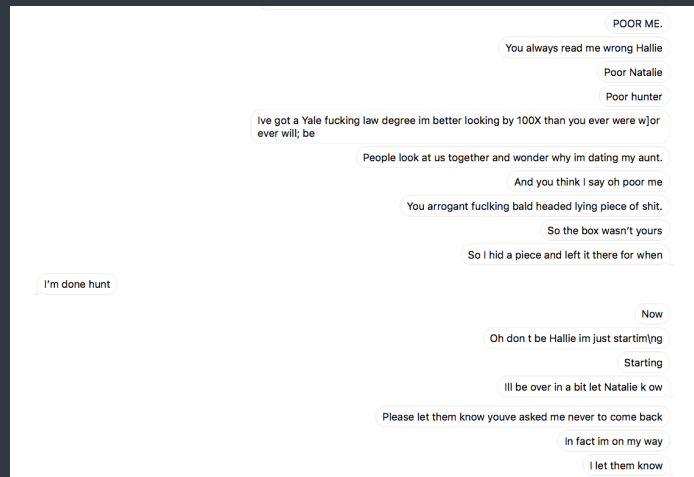 POOR ME.
You always read me wrong Hallie
Poor Natalie
Poor hunter
Ive got a Yale fucking law degree im better looking by 100X than you ever were w]or
ever will; be
People look at us together and wonder why im dating my aunt.
And you think I say oh poor me
You arrogant fuclking bald headed lying piece of shit.
So the box wasn't yours
So I hid a piece and left it there for when
I'm done hunt
Now
Oh don t be Hallie im just startim\ng
Starting
Ill be over in a bit let Natalie k ow
Please let them know youve asked me never to come back
In fact im on my way
I let them know